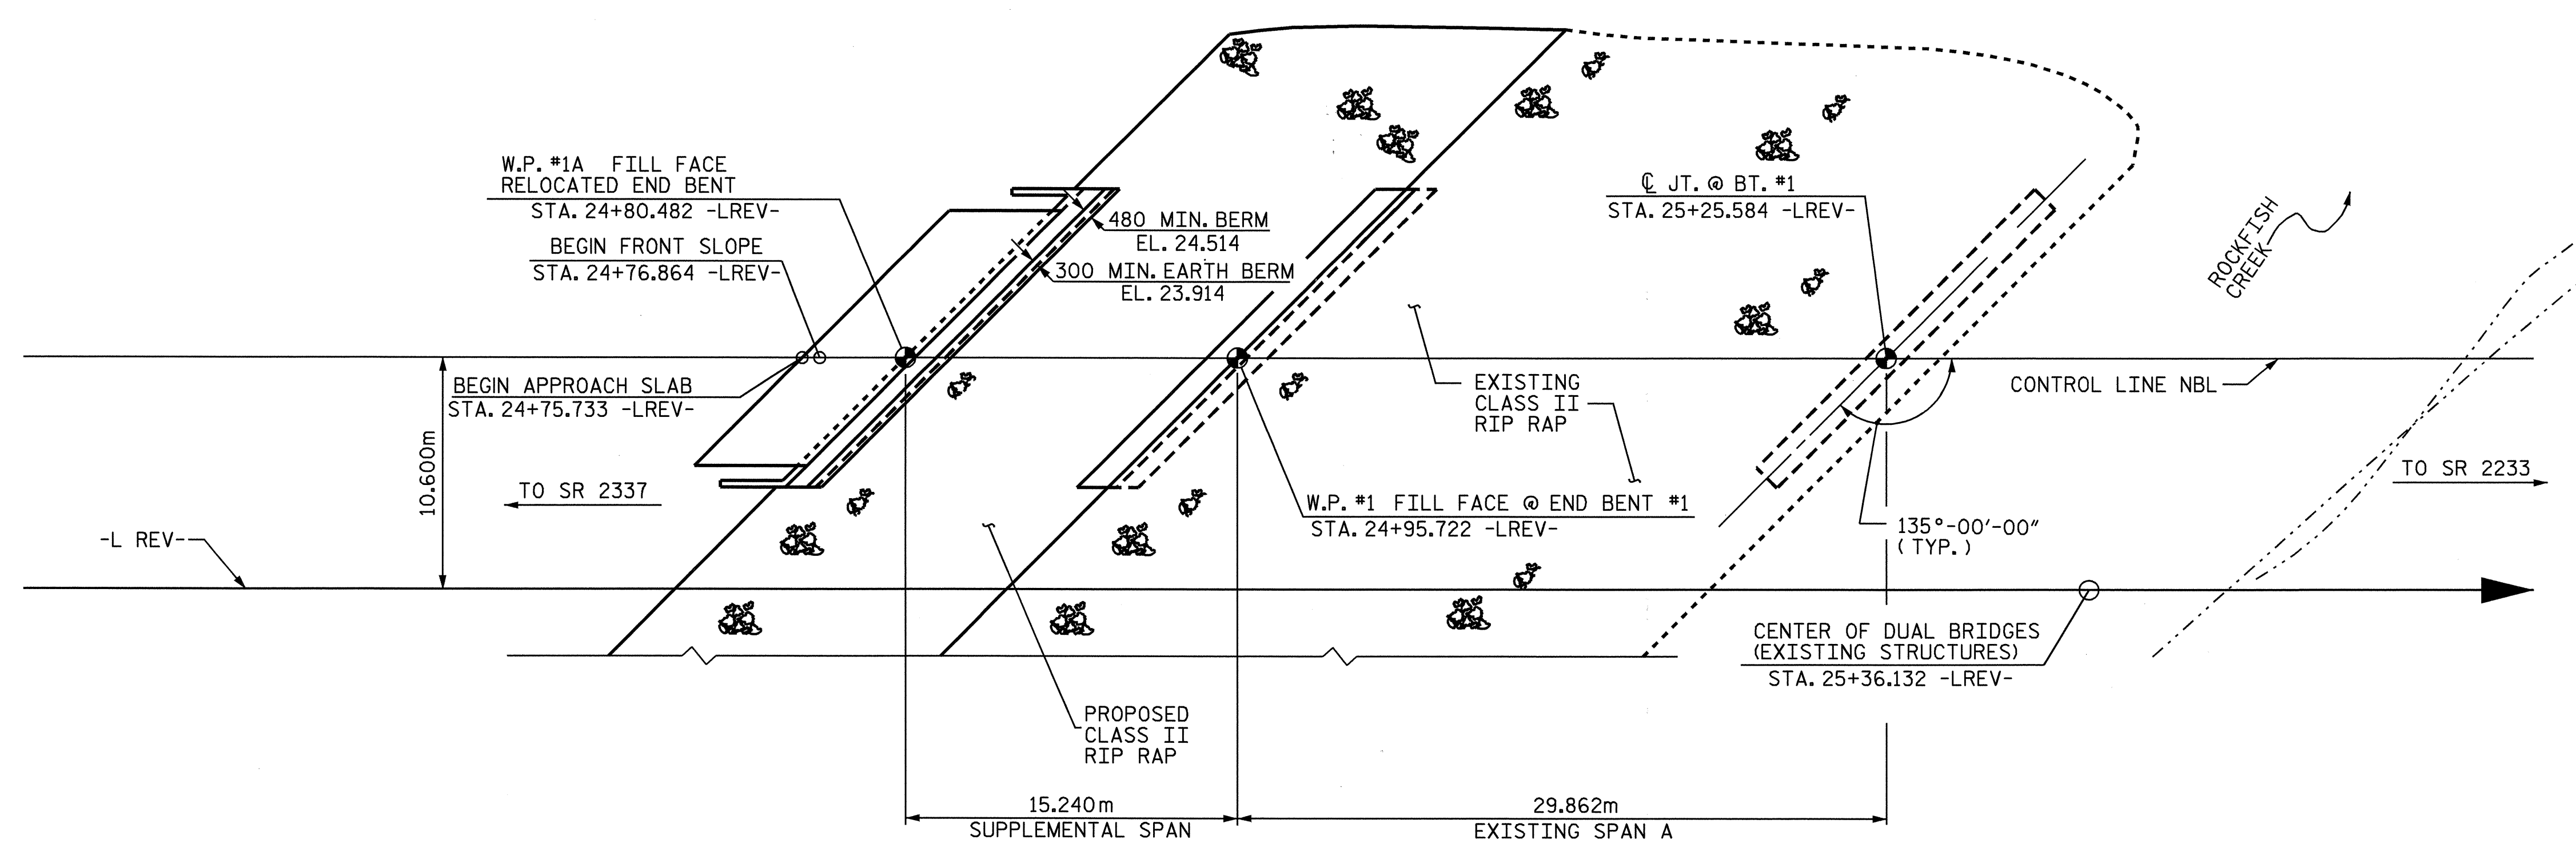 W.P. #1A FILL FACE
RELOCATED END BENT
STA. 24+80.482 -LREV-
BEGIN FRONT SLOPE
STA. 24+76.864 -LREV-
480 MIN. BERM
EL. 24.514
300 MIN. EARTH BERM
EL. 23.914
℄ JT. @ BT. #1
STA. 25+25.584 -LREV-
ROCKFISH
CREEK
BEGIN APPROACH SLAB
STA. 24+75.733 -LREV-
EXISTING
CLASS II
RIP RAP
CONTROL LINE NBL
10.600m
TO SR 2337
W.P. #1 FILL FACE @ END BENT #1
STA. 24+95.722 -LREV-
TO SR 2233
135°-00'-00"
(TYP.)
-L REV-
CENTER OF DUAL BRIDGES
(EXISTING STRUCTURES)
STA. 25+36.132 -LREV-
PROPOSED
CLASS II
RIP RAP
15.240m
SUPPLEMENTAL SPAN
29.862m
EXISTING SPAN A